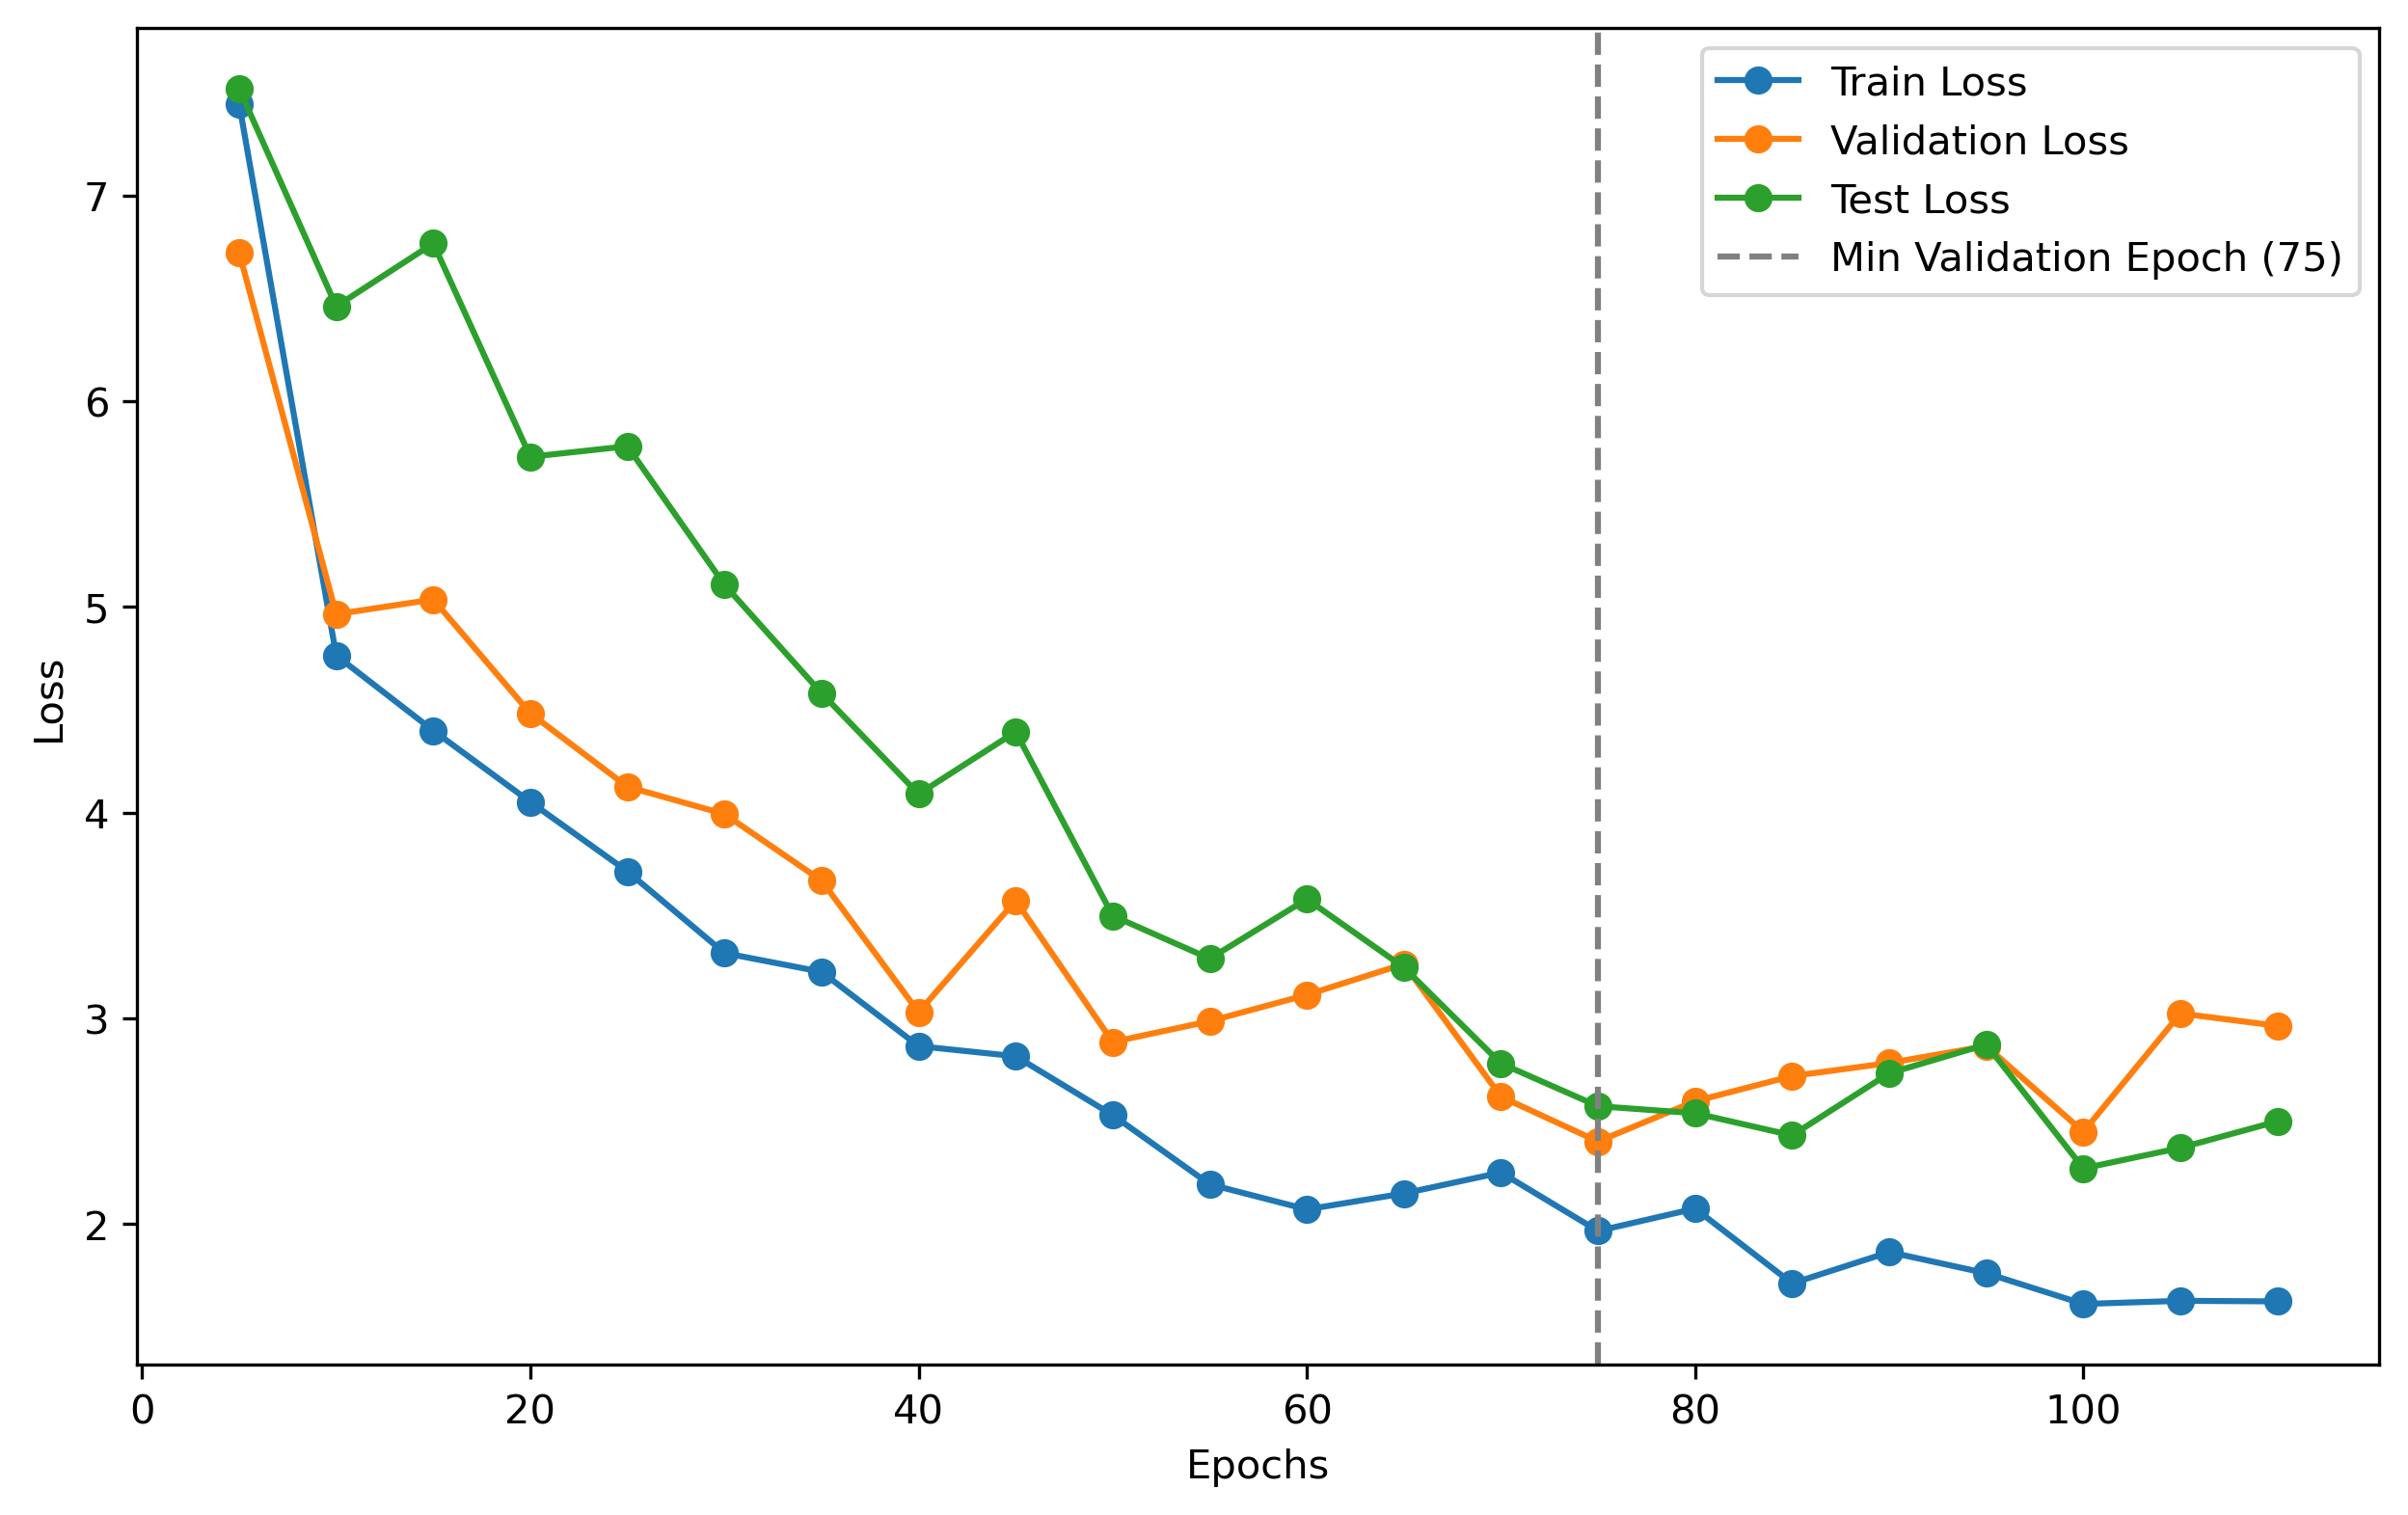 Train Loss
Validation Loss
Test Loss
Min Validation Epoch (75)
7
6
5
4
3
2
Loss
0 20 40 60 80 100
Epochs